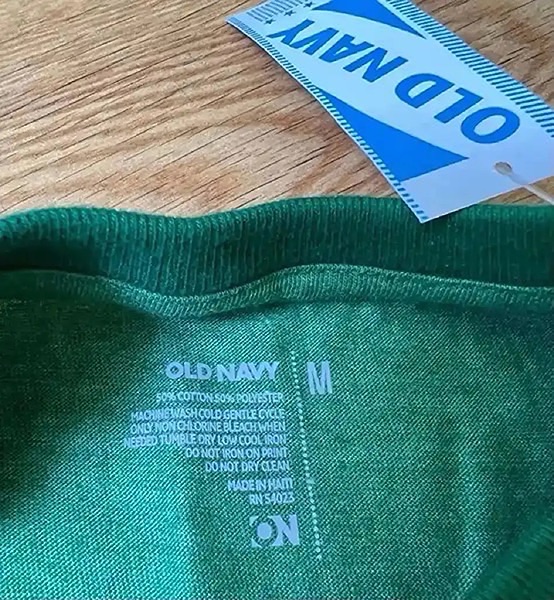 OLD NAVY
OLD NAVY
M
50% COTTON 50% POLYESTER
MACHINE WASH COLD GENTLE CYCLE
ONLY NON CHLORINE BLEACH WHEN
NEEDED TUMBLE DRY LOW COOL IRON
DO NOT IRON ON PRINT
DO NOT DRY CLEAN
MADE IN HAITI
RN 54023
NO